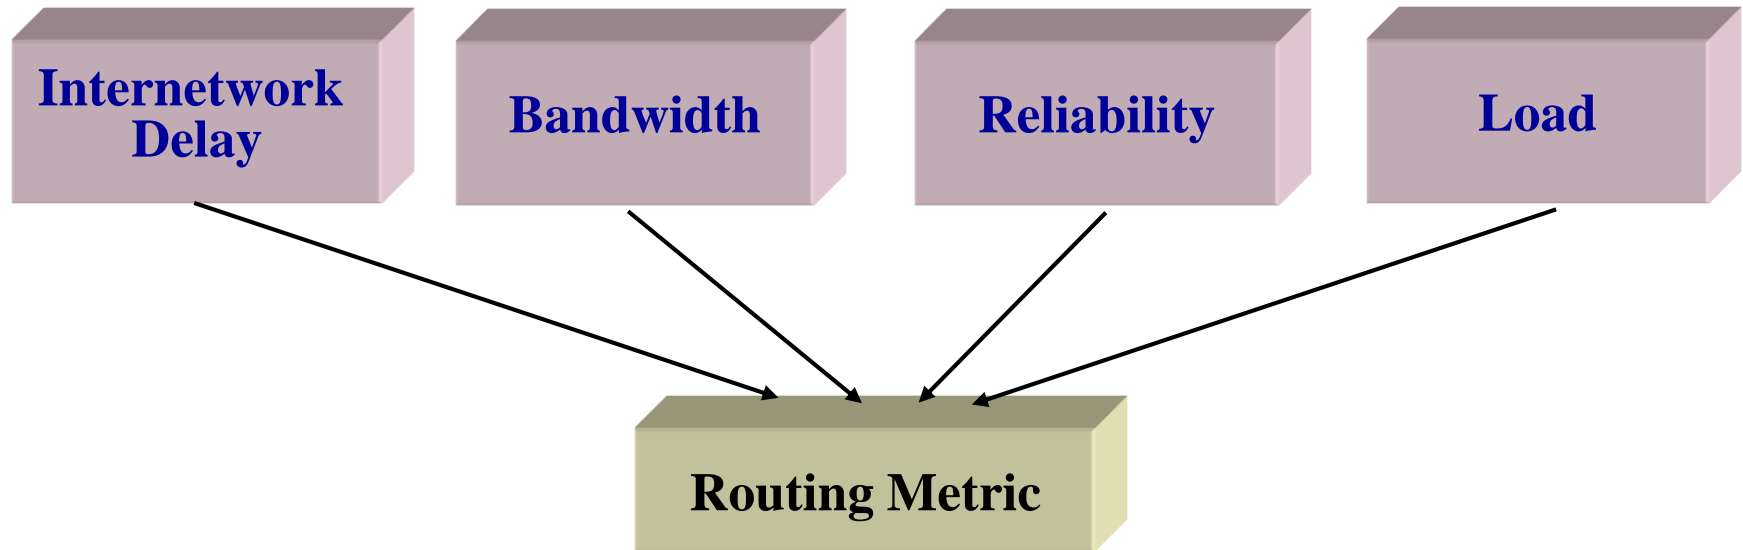 Internetwork
Delay
Bandwidth
Reliability
Load
Routing Metric